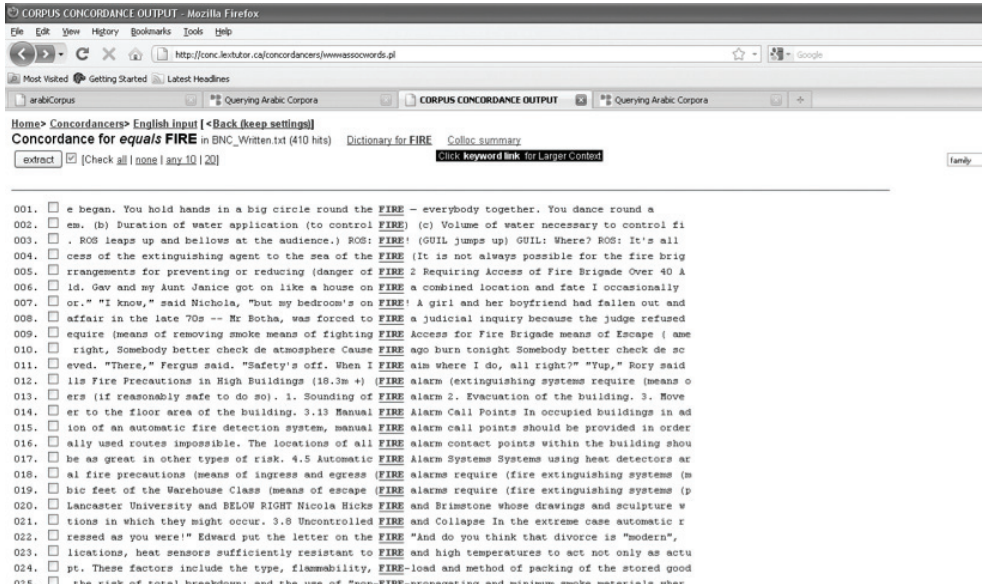 CORPUS CONCORDANCE OUTPUT - Mozilla Firefox
File Edit View History Bookmarks Tools Help
http://conc.lextutor.ca/concordancers/wwwassocwords.pl Google
Most Visited Getting Started Latest Headlines
arabiCorpus Querying Arabic Corpora CORPUS CONCORDANCE OUTPUT Querying Arabic Corpora
Home> Concordancers> English input [ <Back (keep settings)]
Concordance for equals FIRE in BNC_Written.txt (410 hits) Dictionary for FIRE Colloc. summary
extract [Check all | none | any 10 | 20] Click keyword link for Larger Context family
001. e began. You hold hands in a big circle round the FIRE — everybody together. You dance round a
002. em. (b) Duration of water application (to control FIRE) (c) Volume of water necessary to control fi
003. . ROS leaps up and bellows at the audience.) ROS: FIRE! (GUIL jumps up) GUIL: Where? ROS: It's all
004. cess of the extinguishing agent to the sea of the FIRE (It is not always possible for the fire brig
005. rrangements for preventing or reducing (danger of FIRE 2 Requiring Access of Fire Brigade Over 40 A
006. ld. Gav and my Aunt Janice got on like a house on FIRE a combined location and fate I occasionally
007. or." "I know," said Nichola, "but my bedroom's on FIRE! A girl and her boyfriend had fallen out and
008. affair in the late 70s -- Mr Botha, was forced to FIRE a judicial inquiry because the judge refused
009. equire (means of removing smoke means of fighting FIRE Access for Fire Brigade means of Escape ( ame
010. right, Somebody better check de atmosphere Cause FIRE ago burn tonight Somebody better check de sc
011. eved. "There," Fergus said. "Safety's off. When I FIRE aim where I do, all right?" "Yup," Rory said
012. lls Fire Precautions in High Buildings (18.3m +) (FIRE alarm (extinguishing systems require (means o
013. ers (if reasonably safe to do so). 1. Sounding of FIRE alarm 2. Evacuation of the building. 3. Move
014. er to the floor area of the building. 3.13 Manual FIRE Alarm Call Points In occupied buildings in ad
015. ion of an automatic fire detection system, manual FIRE alarm call points should be provided in order
016. ally used routes impossible. The locations of all FIRE alarm contact points within the building shou
017. be as great in other types of risk. 4.5 Automatic FIRE Alarm Systems Systems using heat detectors ar
018. al fire precautions (means of ingress and egress (FIRE alarms require (fire extinguishing systems (m
019. bic feet of the Warehouse Class (means of escape (FIRE alarms require (fire extinguishing systems (p
020. Lancaster University and BELOW RIGHT Nicola Hicks FIRE and Brimstone whose drawings and sculpture w
021. tions in which they might occur. 3.8 Uncontrolled FIRE and Collapse In the extreme case automatic r
022. ressed as you were!" Edward put the letter on the FIRE "And do you think that divorce is "modern",
023. lications, heat sensors sufficiently resistant to FIRE and high temperatures to act not only as actu
024. pt. These factors include the type, flammability, FIRE-load and method of packing of the stored good
025. the risk of total breakdown; and the use of "non-FIRE-propagating and minimum smoke materials wher